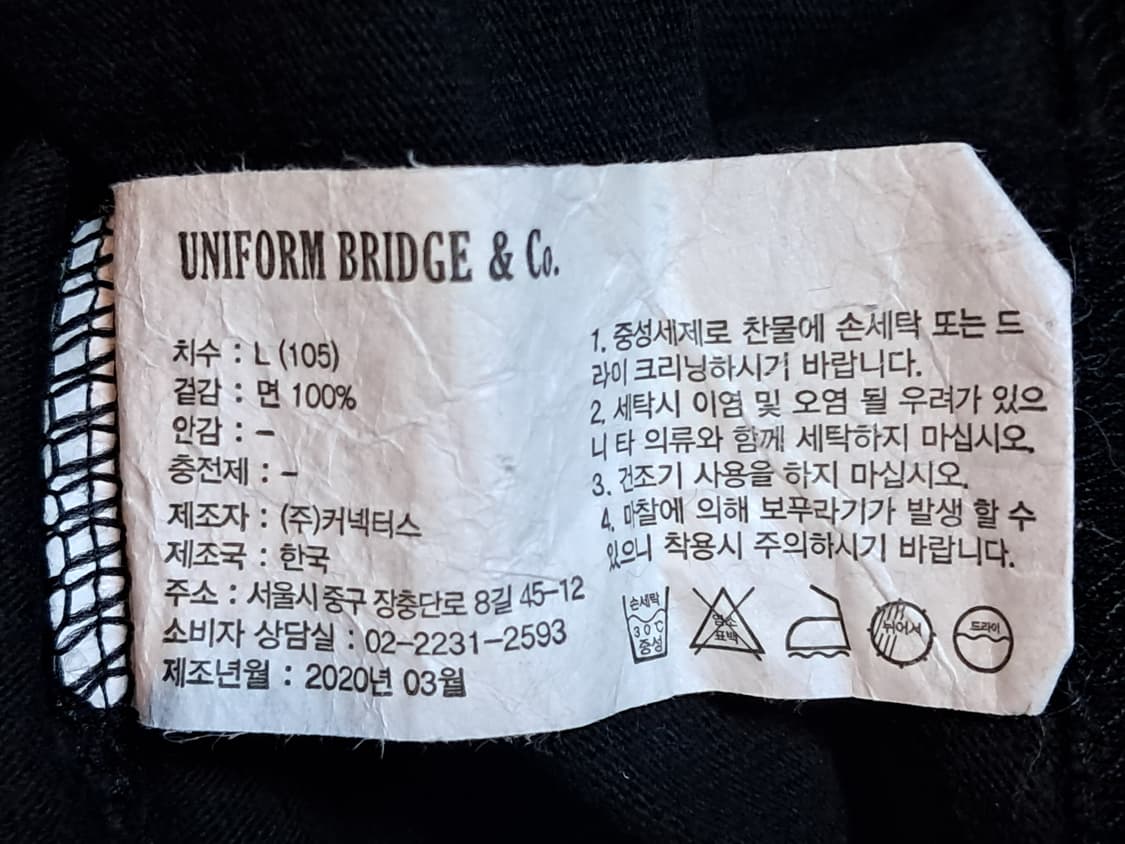 UNIFORM BRIDGE & Co.
치수 : L (105)
겉감 : 면 100%
안감 : -
충전제 : -
제조자 : (주)커넥터스
제조국 : 한국
주소 : 서울시 중구 장충단로 8길 45-12
소비자 상담실 : 02-2231-2593
제조년월 : 2020년 03월
1. 중성세제로 찬물에 손세탁 또는 드
라이 크리닝하시기 바랍니다.
2. 세탁시 이염 및 오염 될 우려가 있으
니 타 의류와 함께 세탁하지 마십시오.
3. 건조기 사용을 하지 마십시오.
4. 마찰에 의해 보푸라기가 발생 할 수
있으니 착용시 주의하시기 바랍니다.
손세탁
30℃
중성
염소
표백
뉘어서
드라이